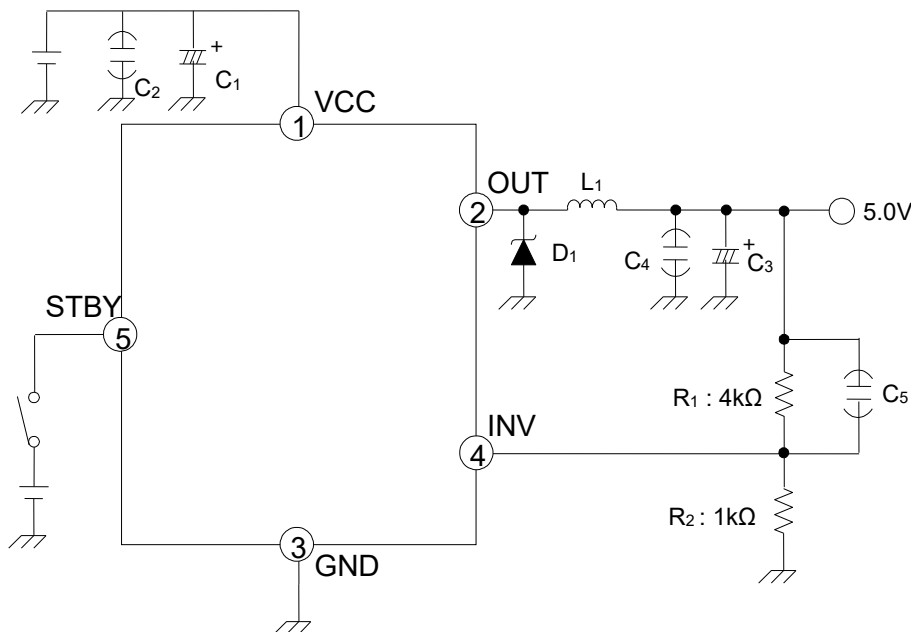 C₂
C₁
+
VCC
1
OUT
2
L₁
5.0V
D₁
C₄
+
C₃
STBY
5
R₁ : 4kΩ
C₅
INV
4
R₂ : 1kΩ
3
GND